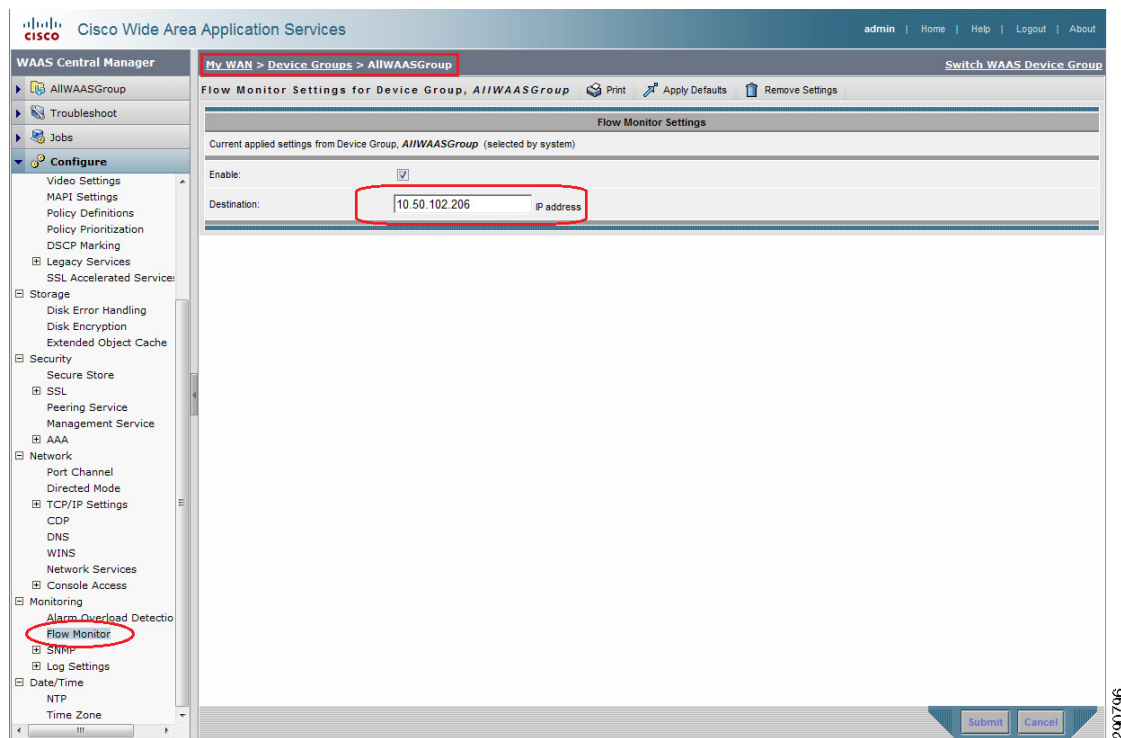 CISCO Cisco Wide Area Application Services
admin | Home | Help | Logout | About
WAAS Central Manager
AllWAASGroup
Troubleshoot
Jobs
Configure
Video Settings
MAPI Settings
Policy Definitions
Policy Prioritization
DSCP Marking
Legacy Services
SSL Accelerated Services
Storage
Disk Error Handling
Disk Encryption
Extended Object Cache
Security
Secure Store
SSL
Peering Service
Management Service
AAA
Network
Port Channel
Directed Mode
TCP/IP Settings
CDP
DNS
WINS
Network Services
Console Access
Monitoring
Alarm Overload Detectio
Flow Monitor
SNMP
Log Settings
Date/Time
NTP
Time Zone
My WAN > Device Groups > AllWAASGroup
Switch WAAS Device Group
Flow Monitor Settings for Device Group, AllWAASGroup Print Apply Defaults Remove Settings
Flow Monitor Settings
Current applied settings from Device Group, AllWAASGroup (selected by system)
Enable:
Destination: 10.50.102.206 IP address
Submit Cancel
290796